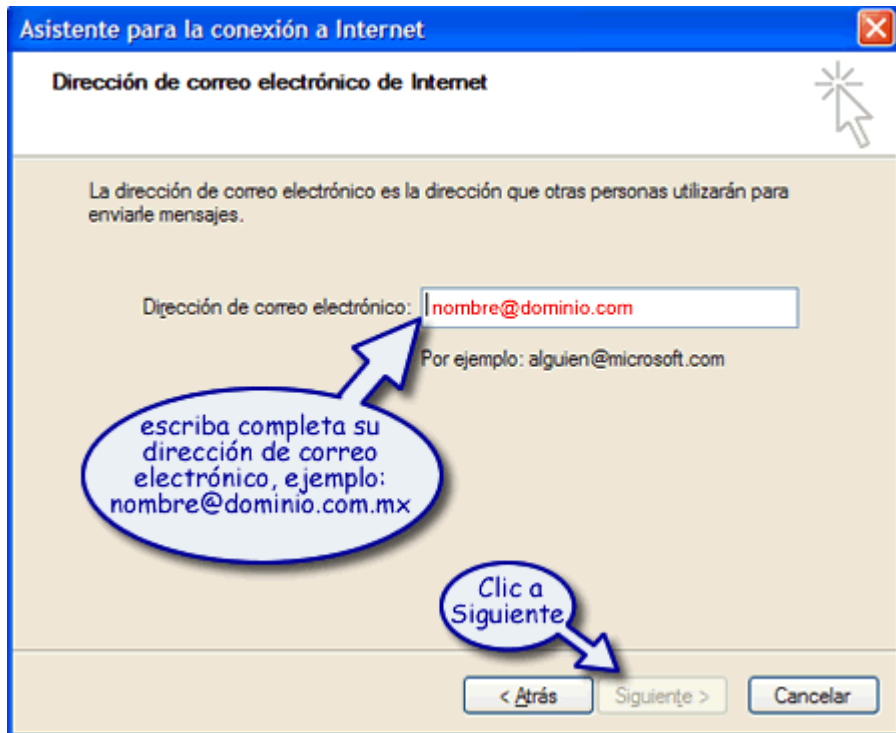 Asistente para la conexión a Internet
Dirección de correo electrónico de Internet
La dirección de correo electrónico es la dirección que otras personas utilizarán para
enviarle mensajes.
Dirección de correo electrónico:
nombre@dominio.com
Por ejemplo: alguien@microsoft.com
escriba completa su
dirección de correo
electrónico, ejemplo:
nombre@dominio.com.mx
Clic a
Siguiente
< Atrás
Siguiente >
Cancelar